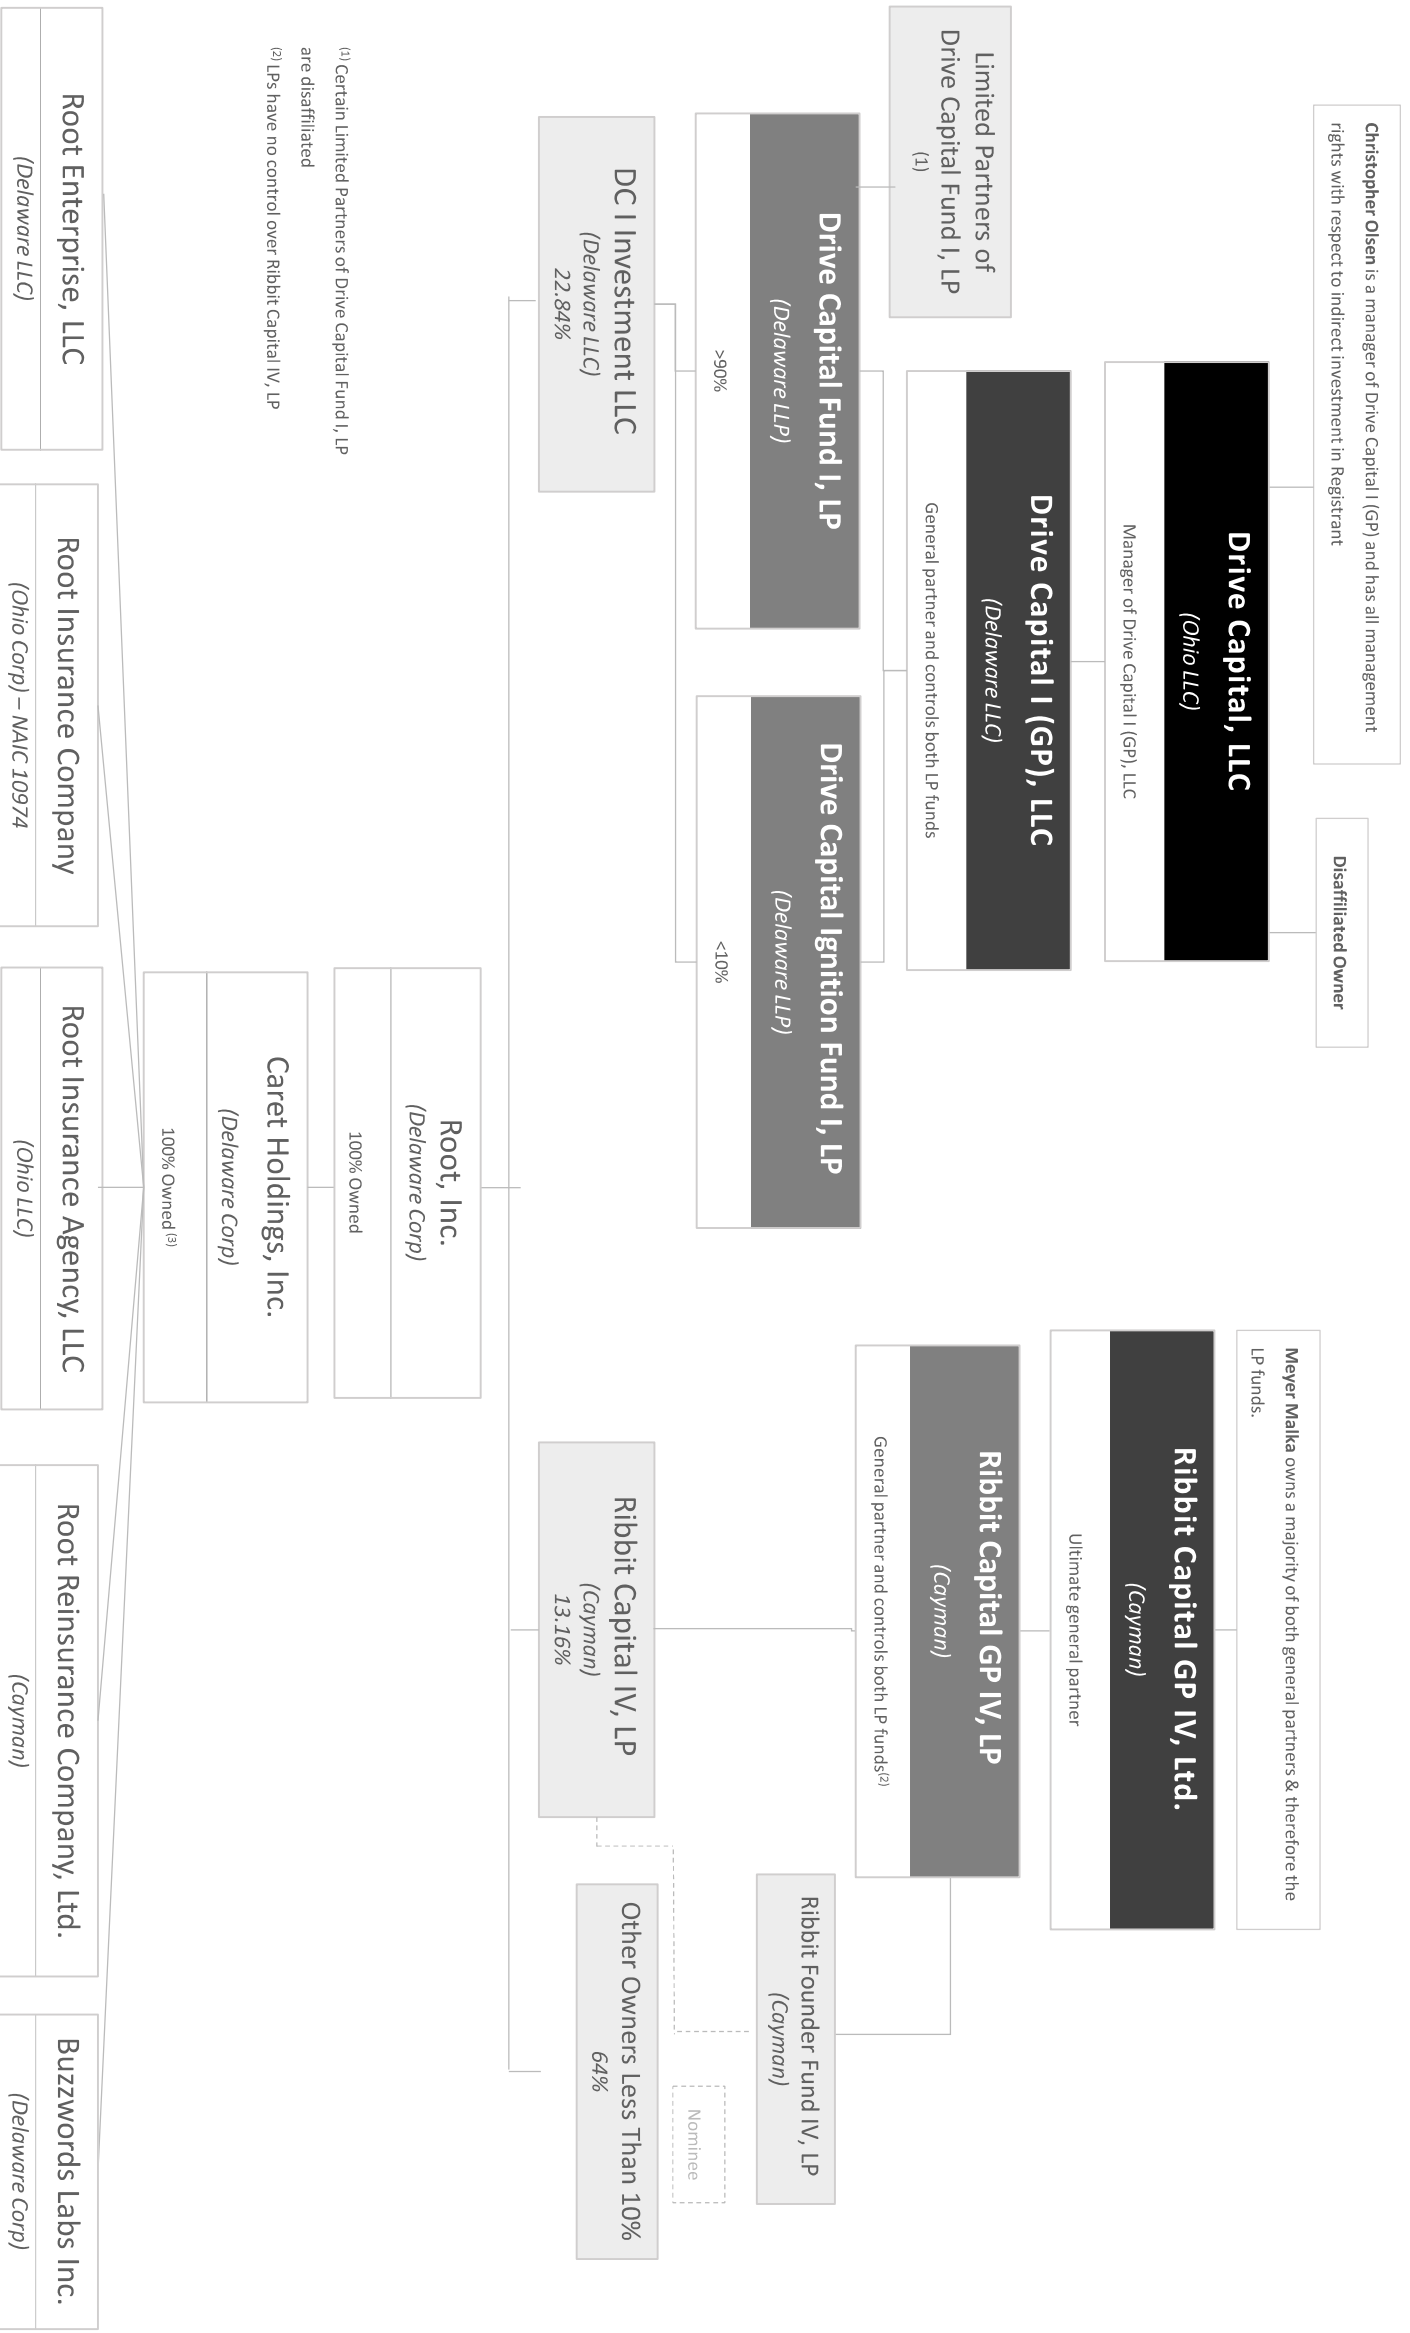 Christopher Olsen is a manager of Drive Capital I (GP) and has all management
rights with respect to indirect investment in Registrant
Disaffiliated Owner
Meyer Malka owns a majority of both general partners & therefore the
LP funds.
Drive Capital, LLC
(Ohio LLC)
Manager of Drive Capital I (GP), LLC
Ribbit Capital GP IV, Ltd.
(Cayman)
Ultimate general partner
Limited Partners of
Drive Capital Fund I, LP
(1)
Drive Capital I (GP), LLC
(Delaware LLC)
General partner and controls both LP funds
Ribbit Capital GP IV, LP
(Cayman)
General partner and controls both LP funds(2)
Drive Capital Fund I, LP
(Delaware LLP)
>90%
Drive Capital Ignition Fund I, LP
(Delaware LLP)
<10%
Ribbit Founder Fund IV, LP
(Cayman)
Nominee
DC I Investment LLC
(Delaware LLC)
22.84%
Ribbit Capital IV, LP
(Cayman)
13.16%
Other Owners Less Than 10%
64%
Root, Inc.
(Delaware Corp)
100% Owned
(1) Certain Limited Partners of Drive Capital Fund I, LP
are disaffiliated
(2) LPs have no control over Ribbit Capital IV, LP
Caret Holdings, Inc.
(Delaware Corp)
100% Owned(3)
Root Enterprise, LLC
(Delaware LLC)
Root Insurance Company
(Ohio Corp) – NAIC 10974
Root Insurance Agency, LLC
(Ohio LLC)
Root Reinsurance Company, Ltd.
(Cayman)
Buzzwords Labs Inc.
(Delaware Corp)